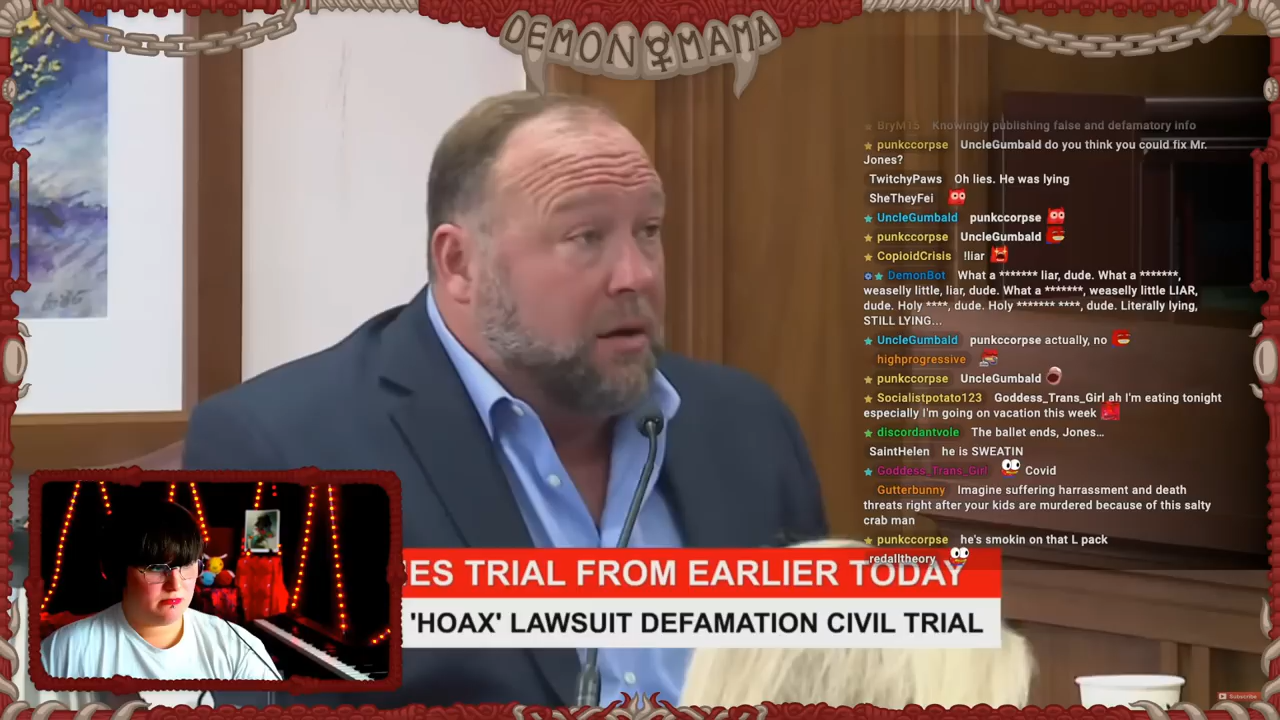 DEMON MAMA
BryM15 Knowingly publishing false and defamatory info
punkccorpse UncleGumbald do you think you could fix Mr.
Jones?
TwitchyPaws Oh lies. He was lying
SheTheyFei
UncleGumbald punkccorpse
punkccorpse UncleGumbald
CopioidCrisis !liar
DemonBot What a ******* liar, dude. What a *******,
weaselly little, liar, dude. What a *******, weaselly little LIAR,
dude. Holy ****, dude. Holy ******* ****, dude. Literally lying,
STILL LYING...
UncleGumbald punkccorpse actually, no
highprogressive
punkccorpse UncleGumbald
Socialistpotato123 Goddess_Trans_Girl ah I'm eating tonight
especially I'm going on vacation this week
discordantvole The ballet ends, Jones...
SaintHelen he is SWEATIN
Goddess_Trans_Girl Covid
Gutterbunny Imagine suffering harrassment and death
threats right after your kids are murdered because of this salty
crab man
punkccorpse he's smokin on that L pack
redalltheory
ES TRIAL FROM EARLIER TODAY
'HOAX' LAWSUIT DEFAMATION CIVIL TRIAL
Subscribe